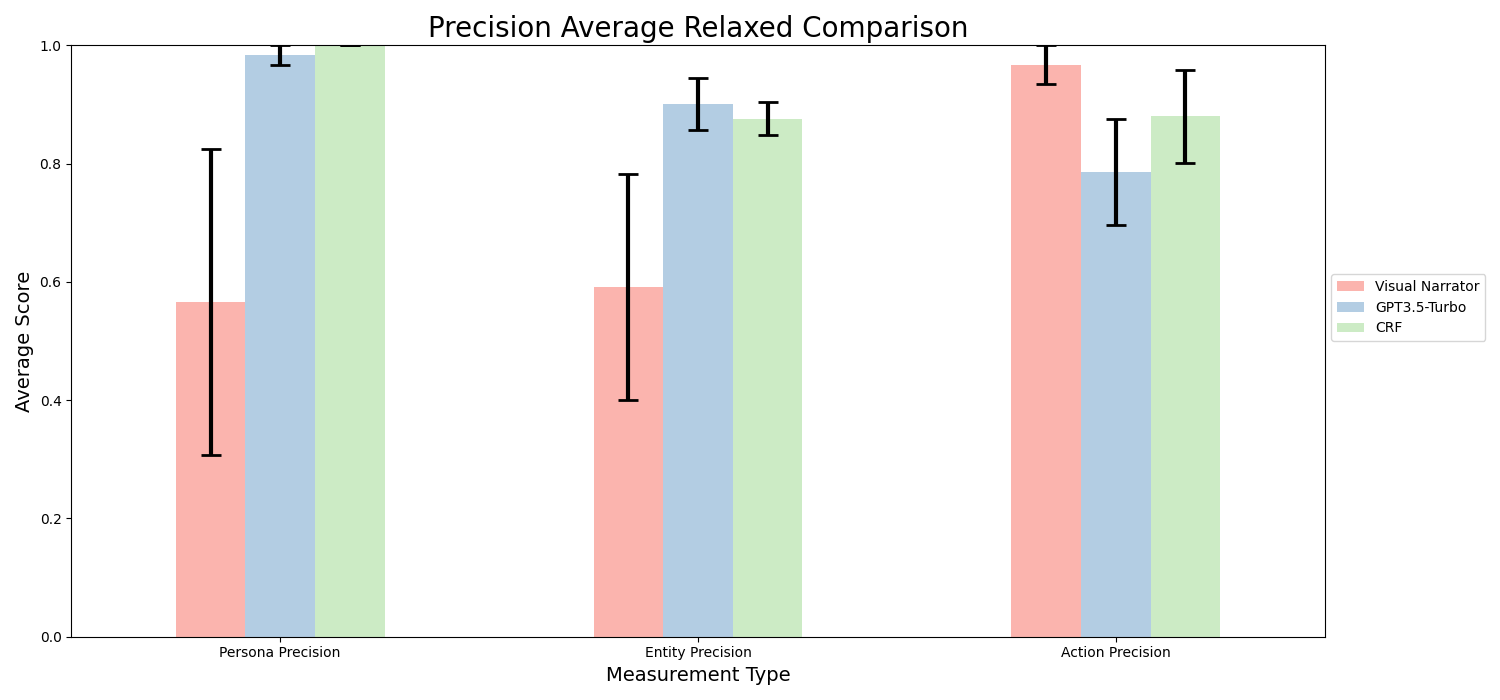 Precision Average Relaxed Comparison
1.0
0.8
0.6
0.4
0.2
0.0
Average Score
Persona Precision
Entity Precision
Action Precision
Measurement Type
Visual Narrator
GPT3.5-Turbo
CRF